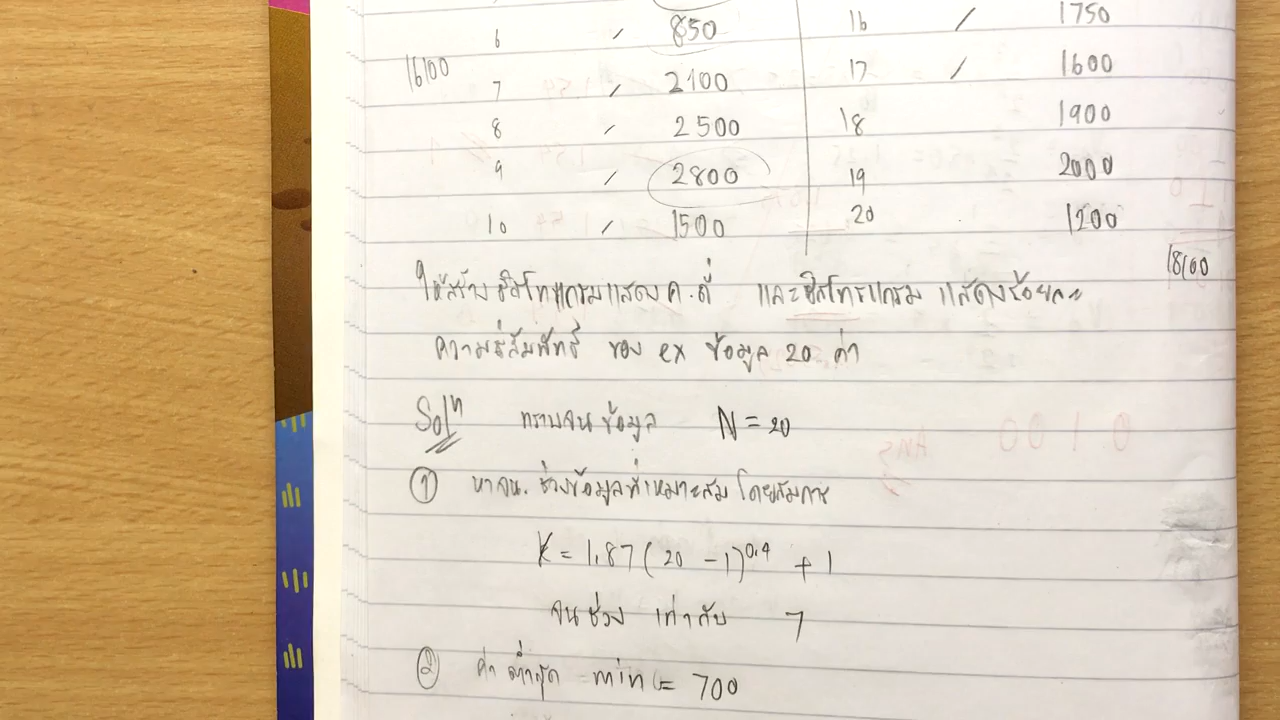 6 / 850 16 / 1750
16100
7 / 2100 17 / 1600
8 / 2500 18 1900
9 / 2800 19 2000
10 / 1500 20 1200
18100
ให้สร้างฮิสโทแกรมแสดง ค.ถี่ และฮิสโทรแกรม แสดงร้อยละ
ความถี่สัมพัทธ์ ของ ex ข้อมูล 20 ค่า
Solⁿ ทราบจน ข้อมูล N = 20
① หาจน. ช่วงข้อมูลที่เหมาะสม โดยสมการ
K = 1.87(20 - 1)^0.4 + 1
จนช่วง เท่ากับ 7
② ค่า ต่ำสุด min = 700